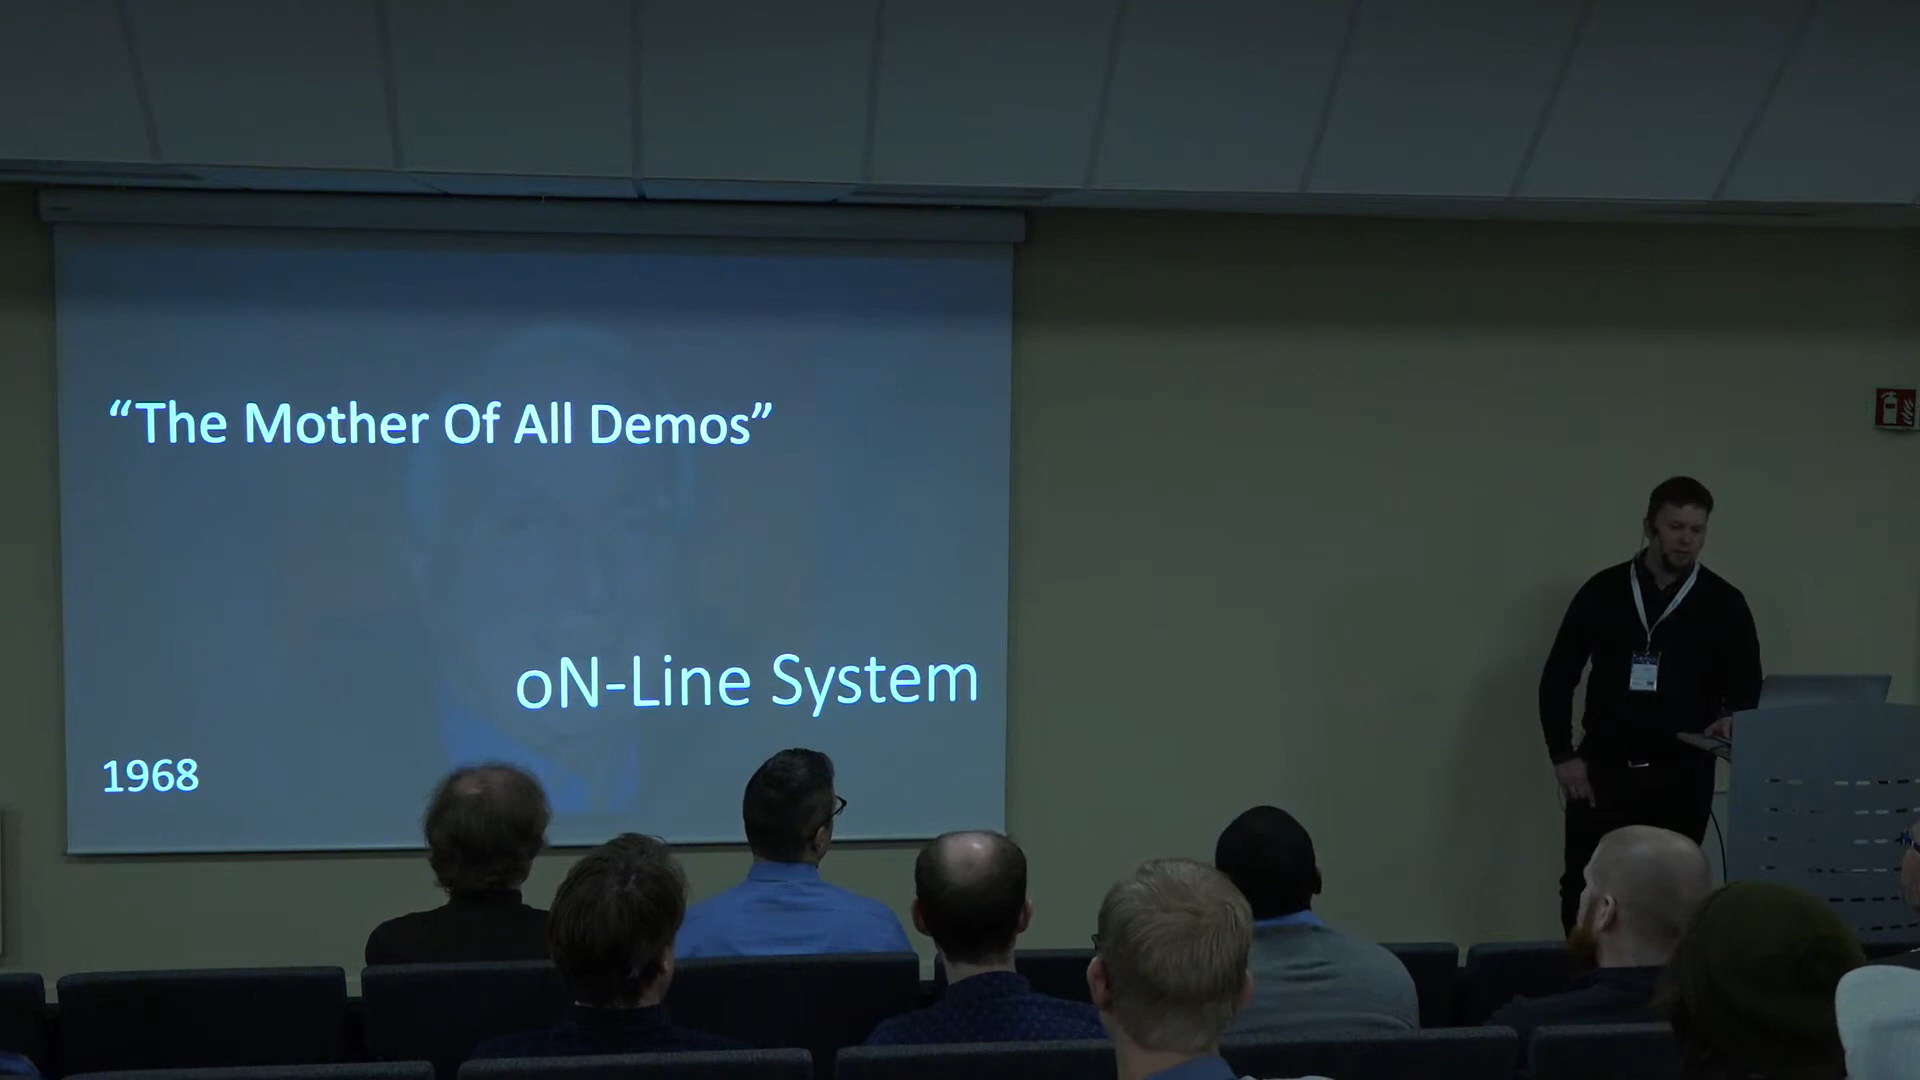 “The Mother Of All Demos”
oN-Line System
1968